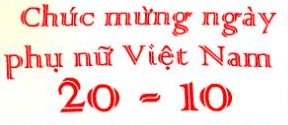 Chúc mừng ngày
phụ nữ Việt Nam
20 ~ 10